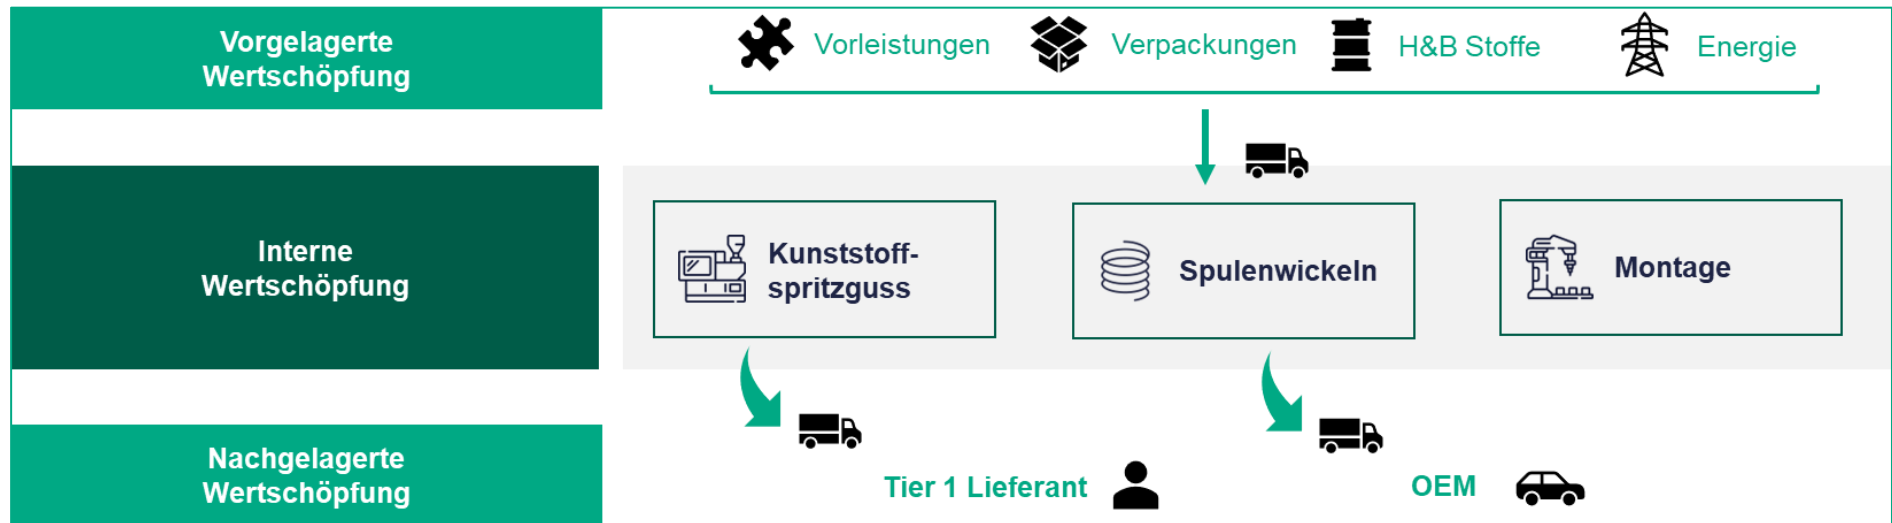 Vorgelagerte
Wertschöpfung
Vorleistungen
Verpackungen
H&B Stoffe
Energie
Interne
Wertschöpfung
Kunststoff-
spritzguss
Spulenwickeln
Montage
Nachgelagerte
Wertschöpfung
Tier 1 Lieferant
OEM